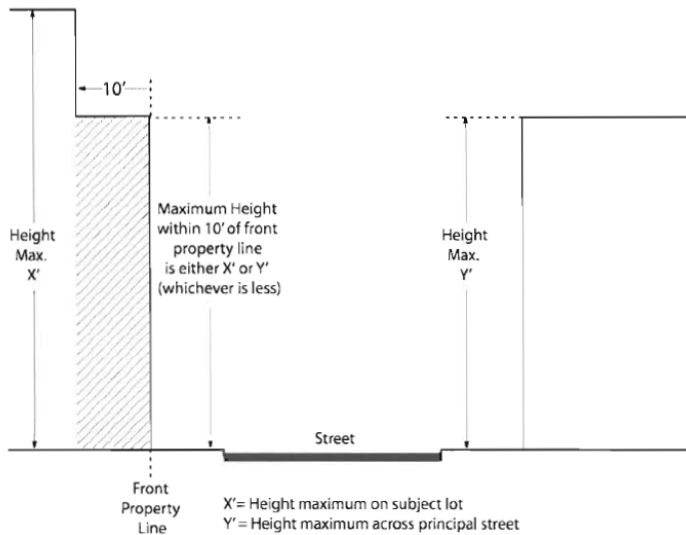 10'
Maximum Height
within 10' of front
property line
is either X' or Y'
(whichever is less)
Height
Max.
X'
Height
Max.
Y'
Street
Front
Property
Line
X'= Height maximum on subject lot
Y'= Height maximum across principal street